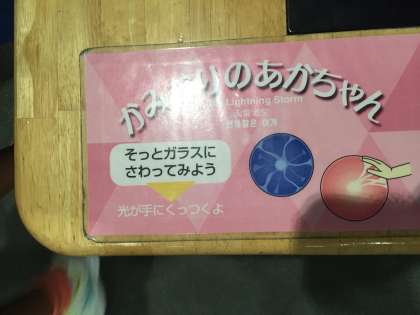 かみなりのあかちゃん
Lightning Storm
そっとガラスに
さわってみよう
光が手にくっつくよ